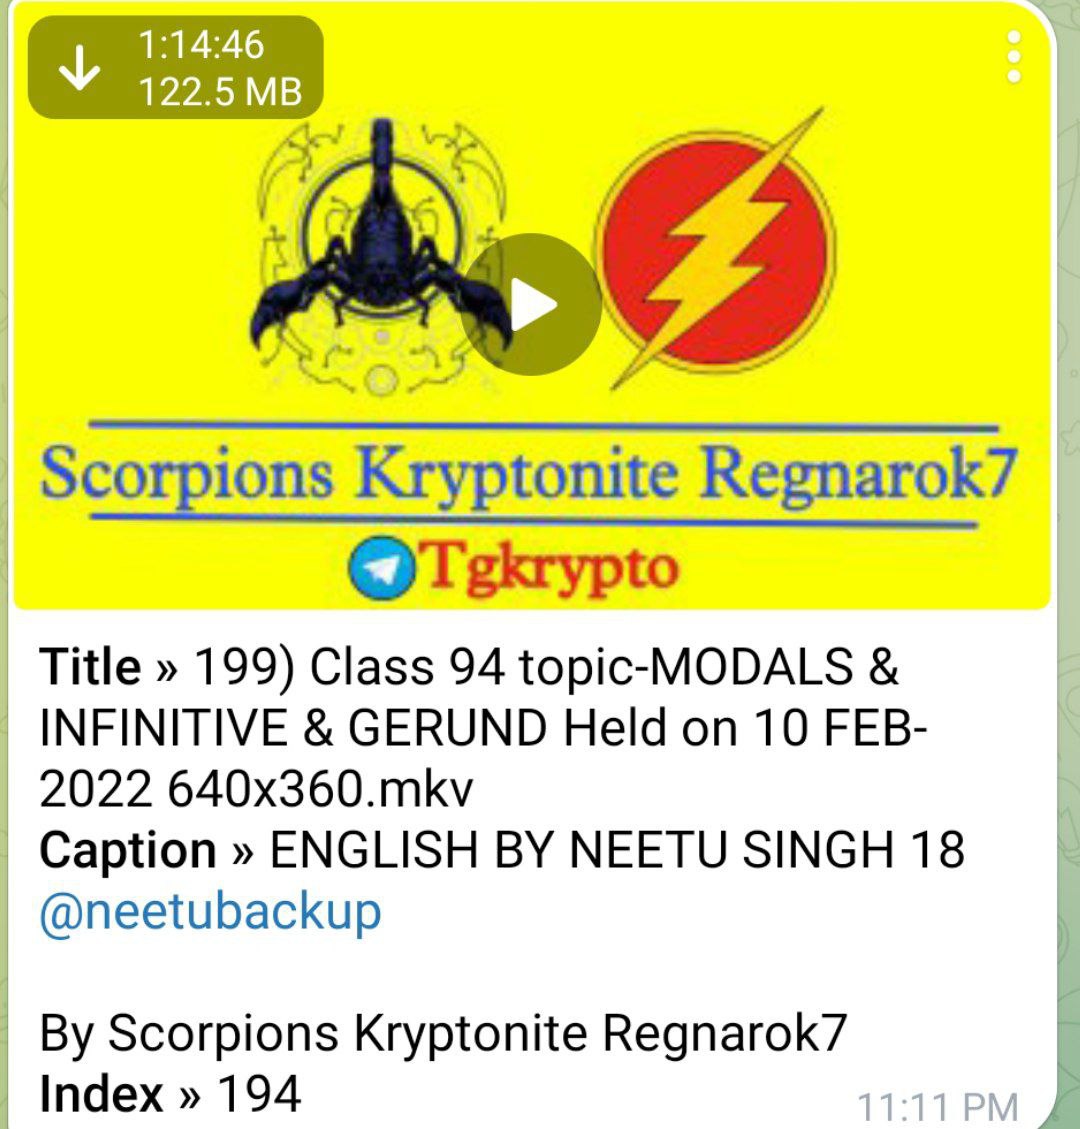 1:14:46
122.5 MB
Scorpions Kryptonite Regnarok7
Tgkrypto
Title » 199) Class 94 topic-MODALS &
INFINITIVE & GERUND Held on 10 FEB-
2022 640x360.mkv
Caption » ENGLISH BY NEETU SINGH 18
@neetubackup
By Scorpions Kryptonite Regnarok7
Index » 194
11:11 PM